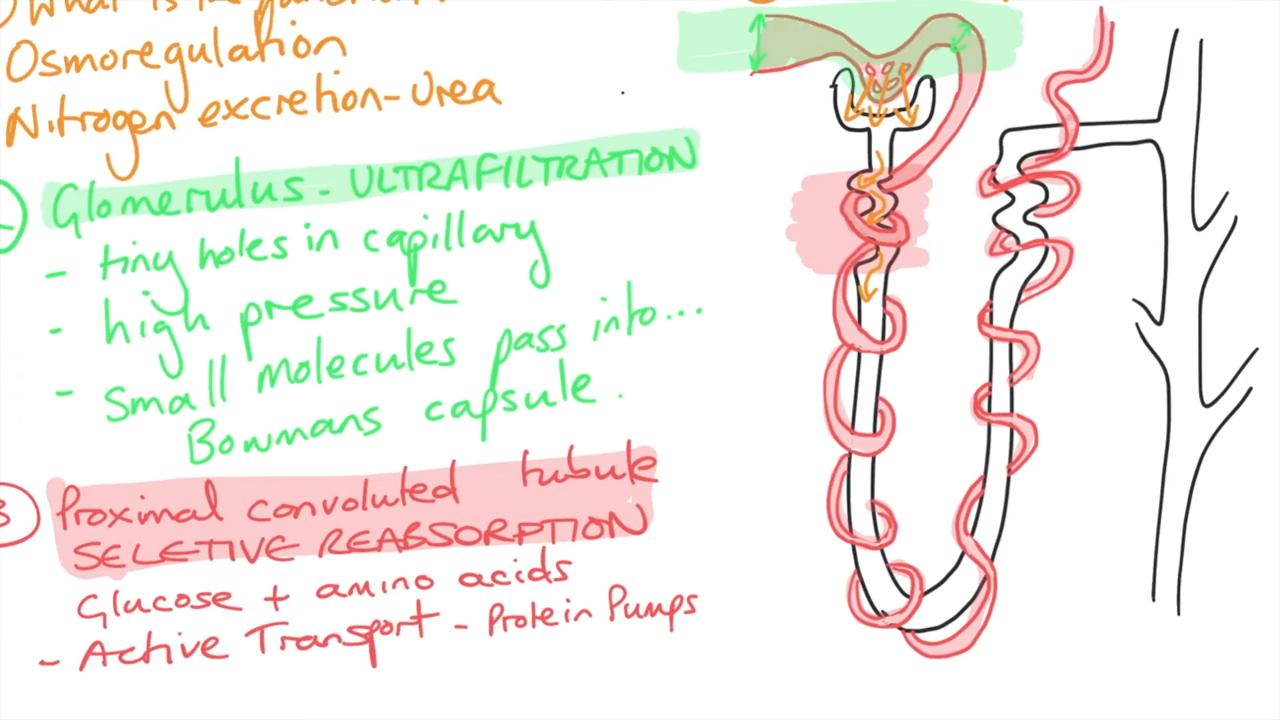 Osmoregulation
Nitrogen excretion-Urea
Glomerulus - ULTRAFILTRATION
- tiny holes in capillary
- high pressure
- small molecules pass into...
Bowmans capsule.
Proximal convoluted tubule
SELETIVE REABSORPTION
Glucose + amino acids
- Active Transport - Protein Pumps